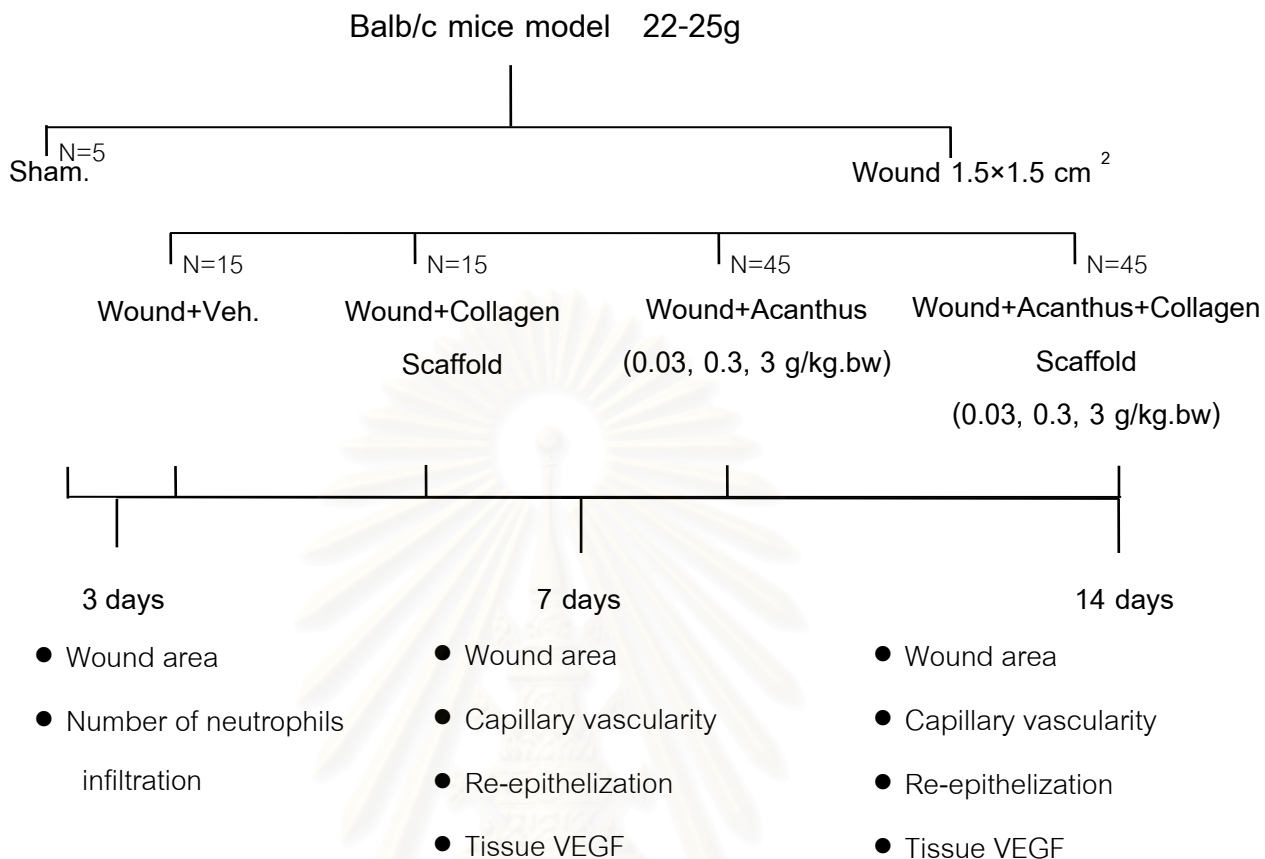 Balb/c mice model 22-25g
N=5
Sham.
Wound 1.5×1.5 cm ²
N=15
N=15
N=45
N=45
Wound+Veh.
Wound+Collagen
Scaffold
Wound+Acanthus
(0.03, 0.3, 3 g/kg.bw)
Wound+Acanthus+Collagen
Scaffold
(0.03, 0.3, 3 g/kg.bw)
3 days
● Wound area
● Number of neutrophils
infiltration
7 days
● Wound area
● Capillary vascularity
● Re-epithelization
● Tissue VEGF
14 days
● Wound area
● Capillary vascularity
● Re-epithelization
● Tissue VEGF